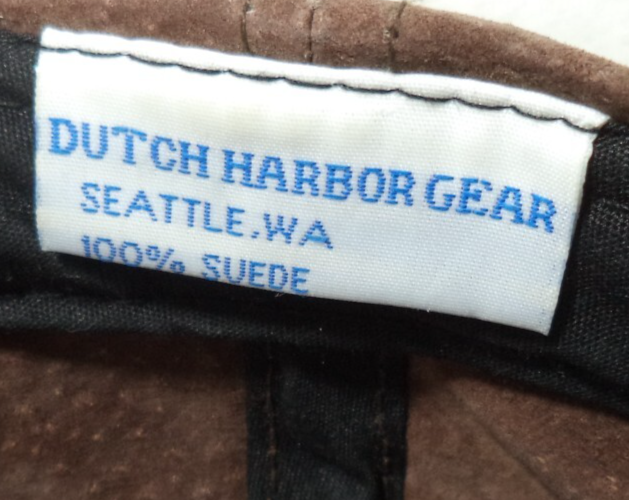 DUTCH HARBOR GEAR
SEATTLE, WA
100% SUEDE